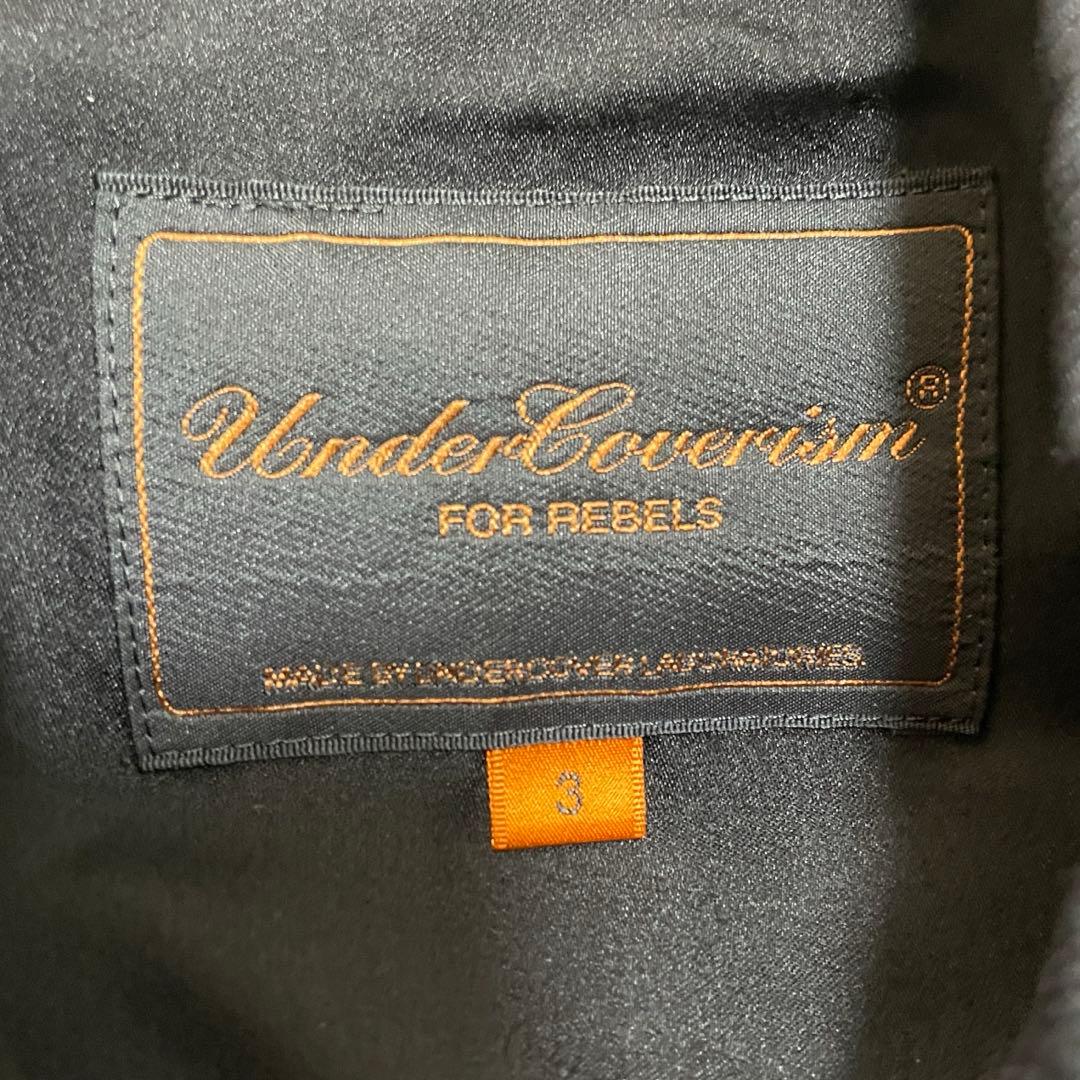 UnderCoverism®
FOR REBELS
MADE BY UNDERCOVER LABORATORIES.
3